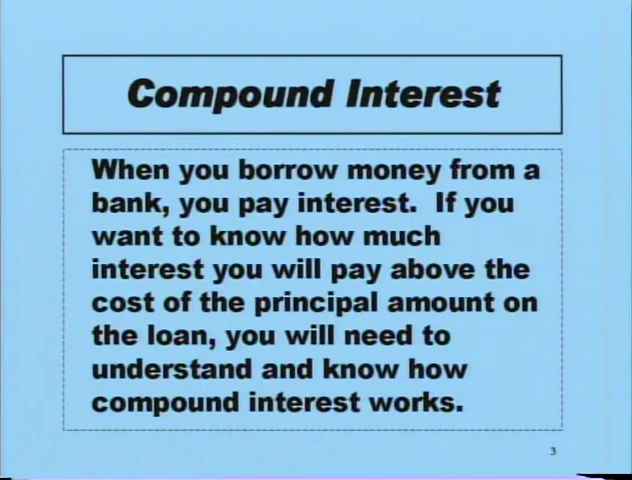 Compound Interest
When you borrow money from a
bank, you pay interest.  If you
want to know how much
interest you will pay above the
cost of the principal amount on
the loan, you will need to
understand and know how
compound interest works.
3